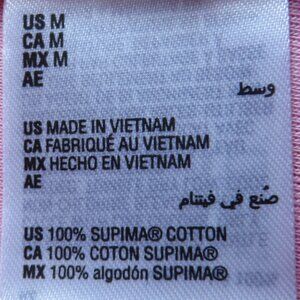 US M
CA M
MX M
AE
وسط
US MADE IN VIETNAM
CA FABRIQUÉ AU VIETNAM
MX HECHO EN VIETNAM
AE
صُنع في فيتنام
US 100% SUPIMA® COTTON
CA 100% COTON SUPIMA®
MX 100% algodón SUPIMA®